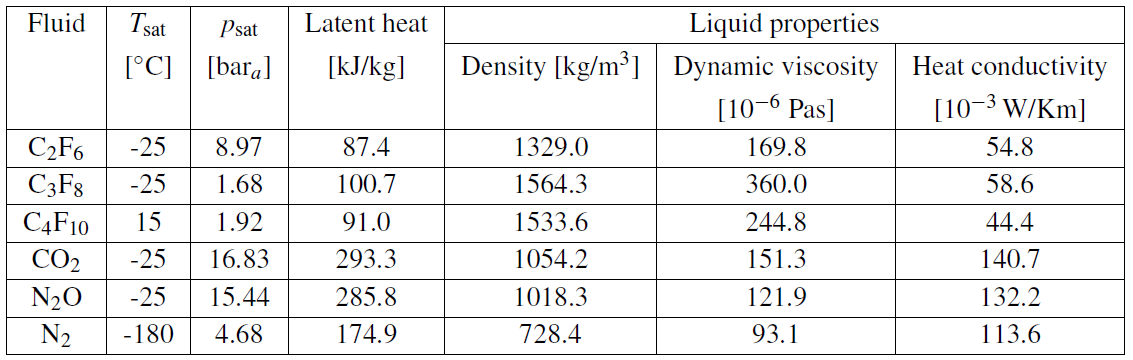 Fluid T_sat p_sat Latent heat Liquid properties
[°C] [bar_a] [kJ/kg] Density [kg/m³] Dynamic viscosity Heat conductivity
[10⁻⁶ Pas] [10⁻³ W/Km]
C₂F₆ -25 8.97 87.4 1329.0 169.8 54.8
C₃F₈ -25 1.68 100.7 1564.3 360.0 58.6
C₄F₁₀ 15 1.92 91.0 1533.6 244.8 44.4
CO₂ -25 16.83 293.3 1054.2 151.3 140.7
N₂O -25 15.44 285.8 1018.3 121.9 132.2
N₂ -180 4.68 174.9 728.4 93.1 113.6